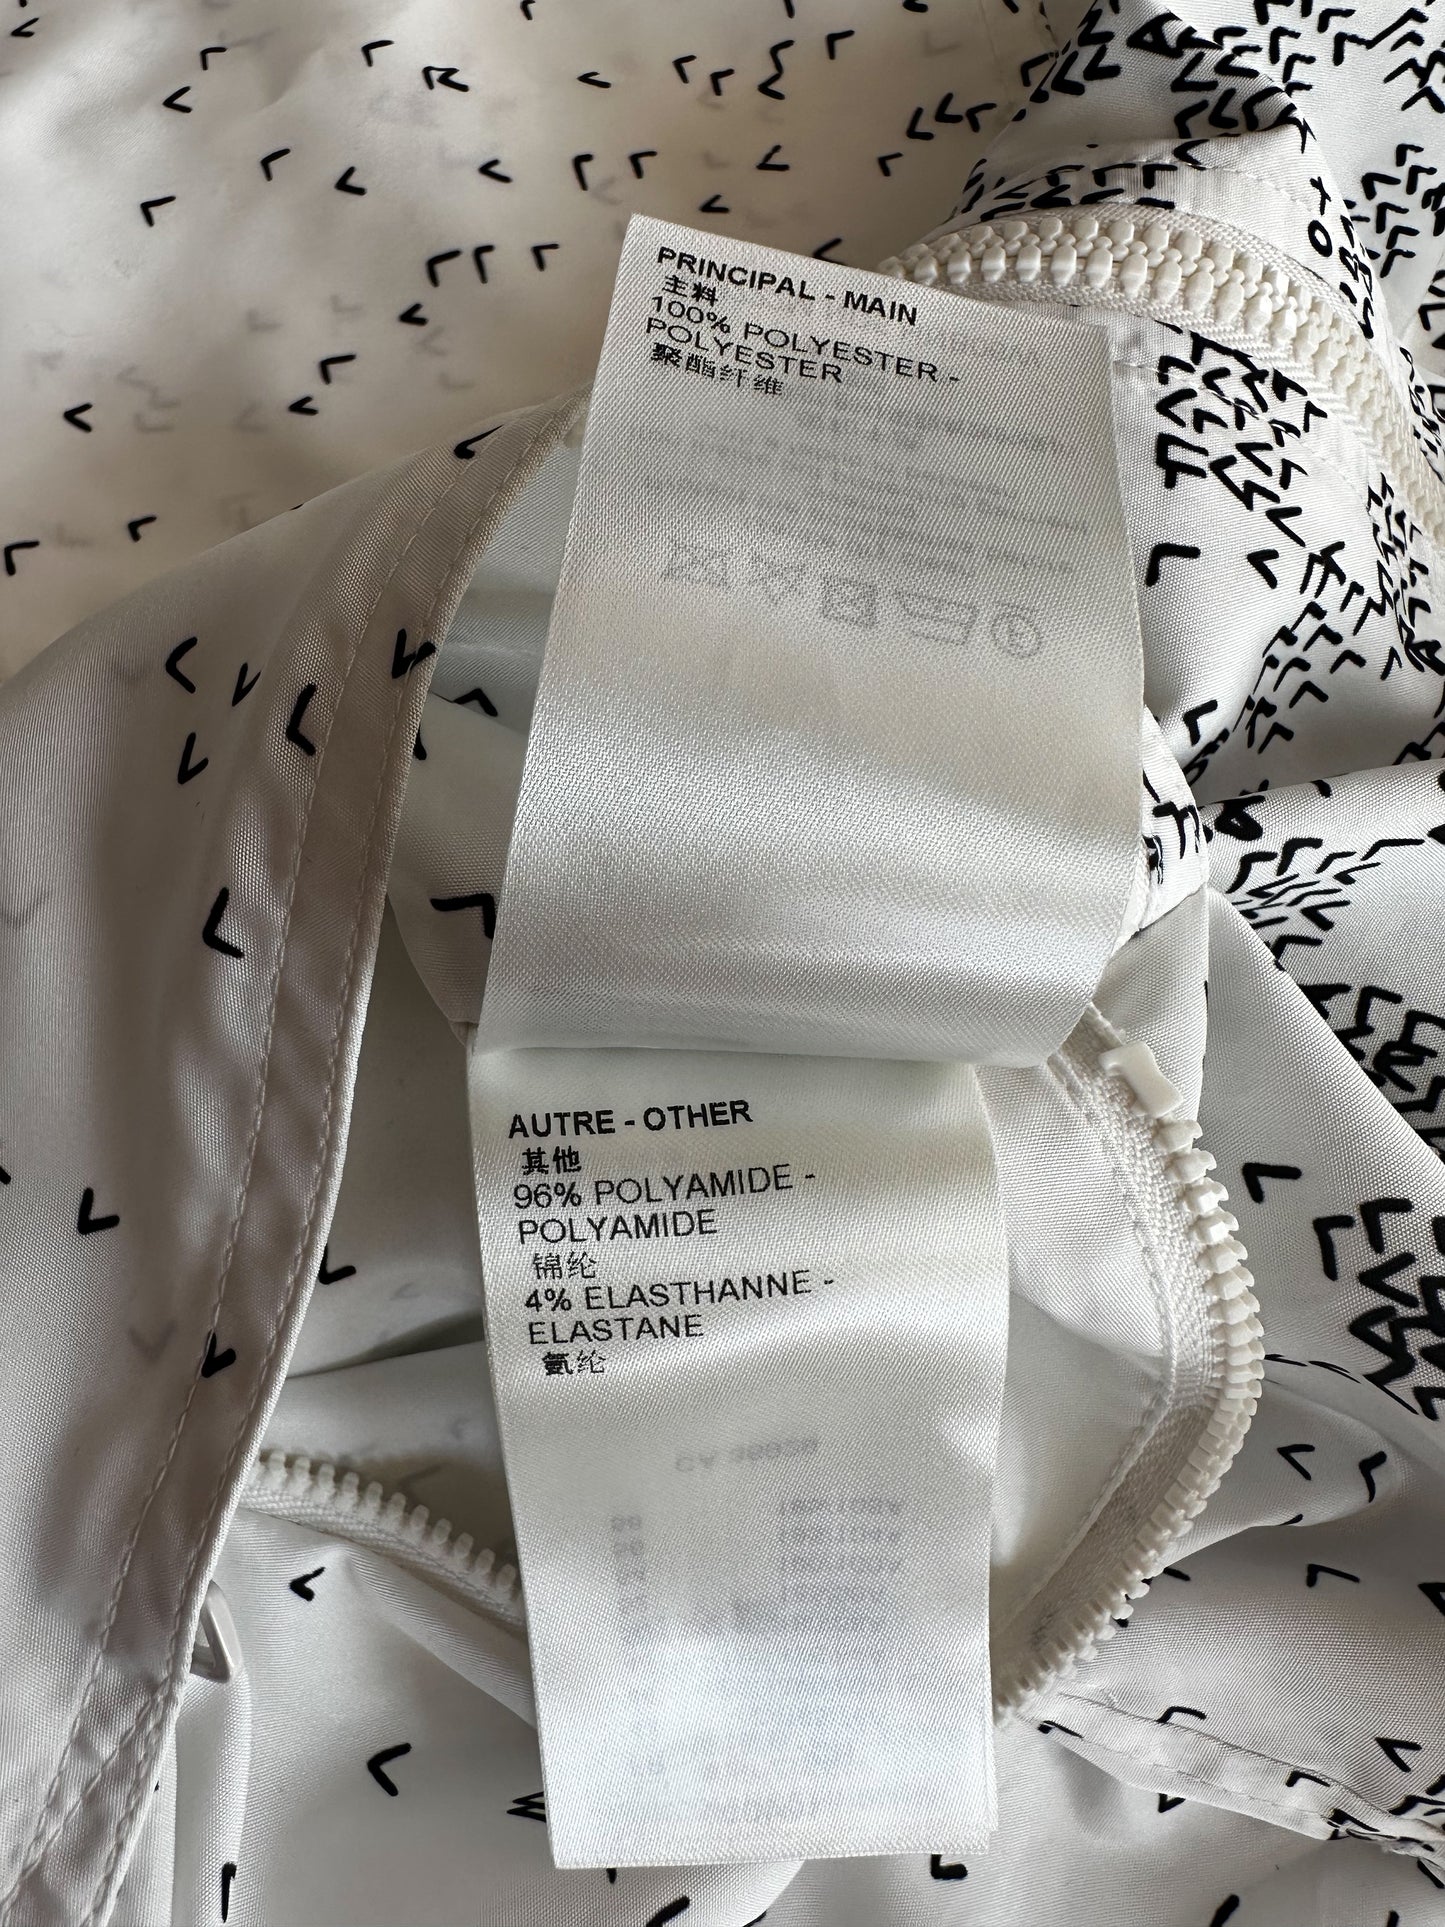 PRINCIPAL - MAIN
主料
100% POLYESTER -
POLYESTER
聚酯纤维
AUTRE - OTHER
其他
96% POLYAMIDE -
POLYAMIDE
锦纶
4% ELASTHANNE -
ELASTANE
氨纶